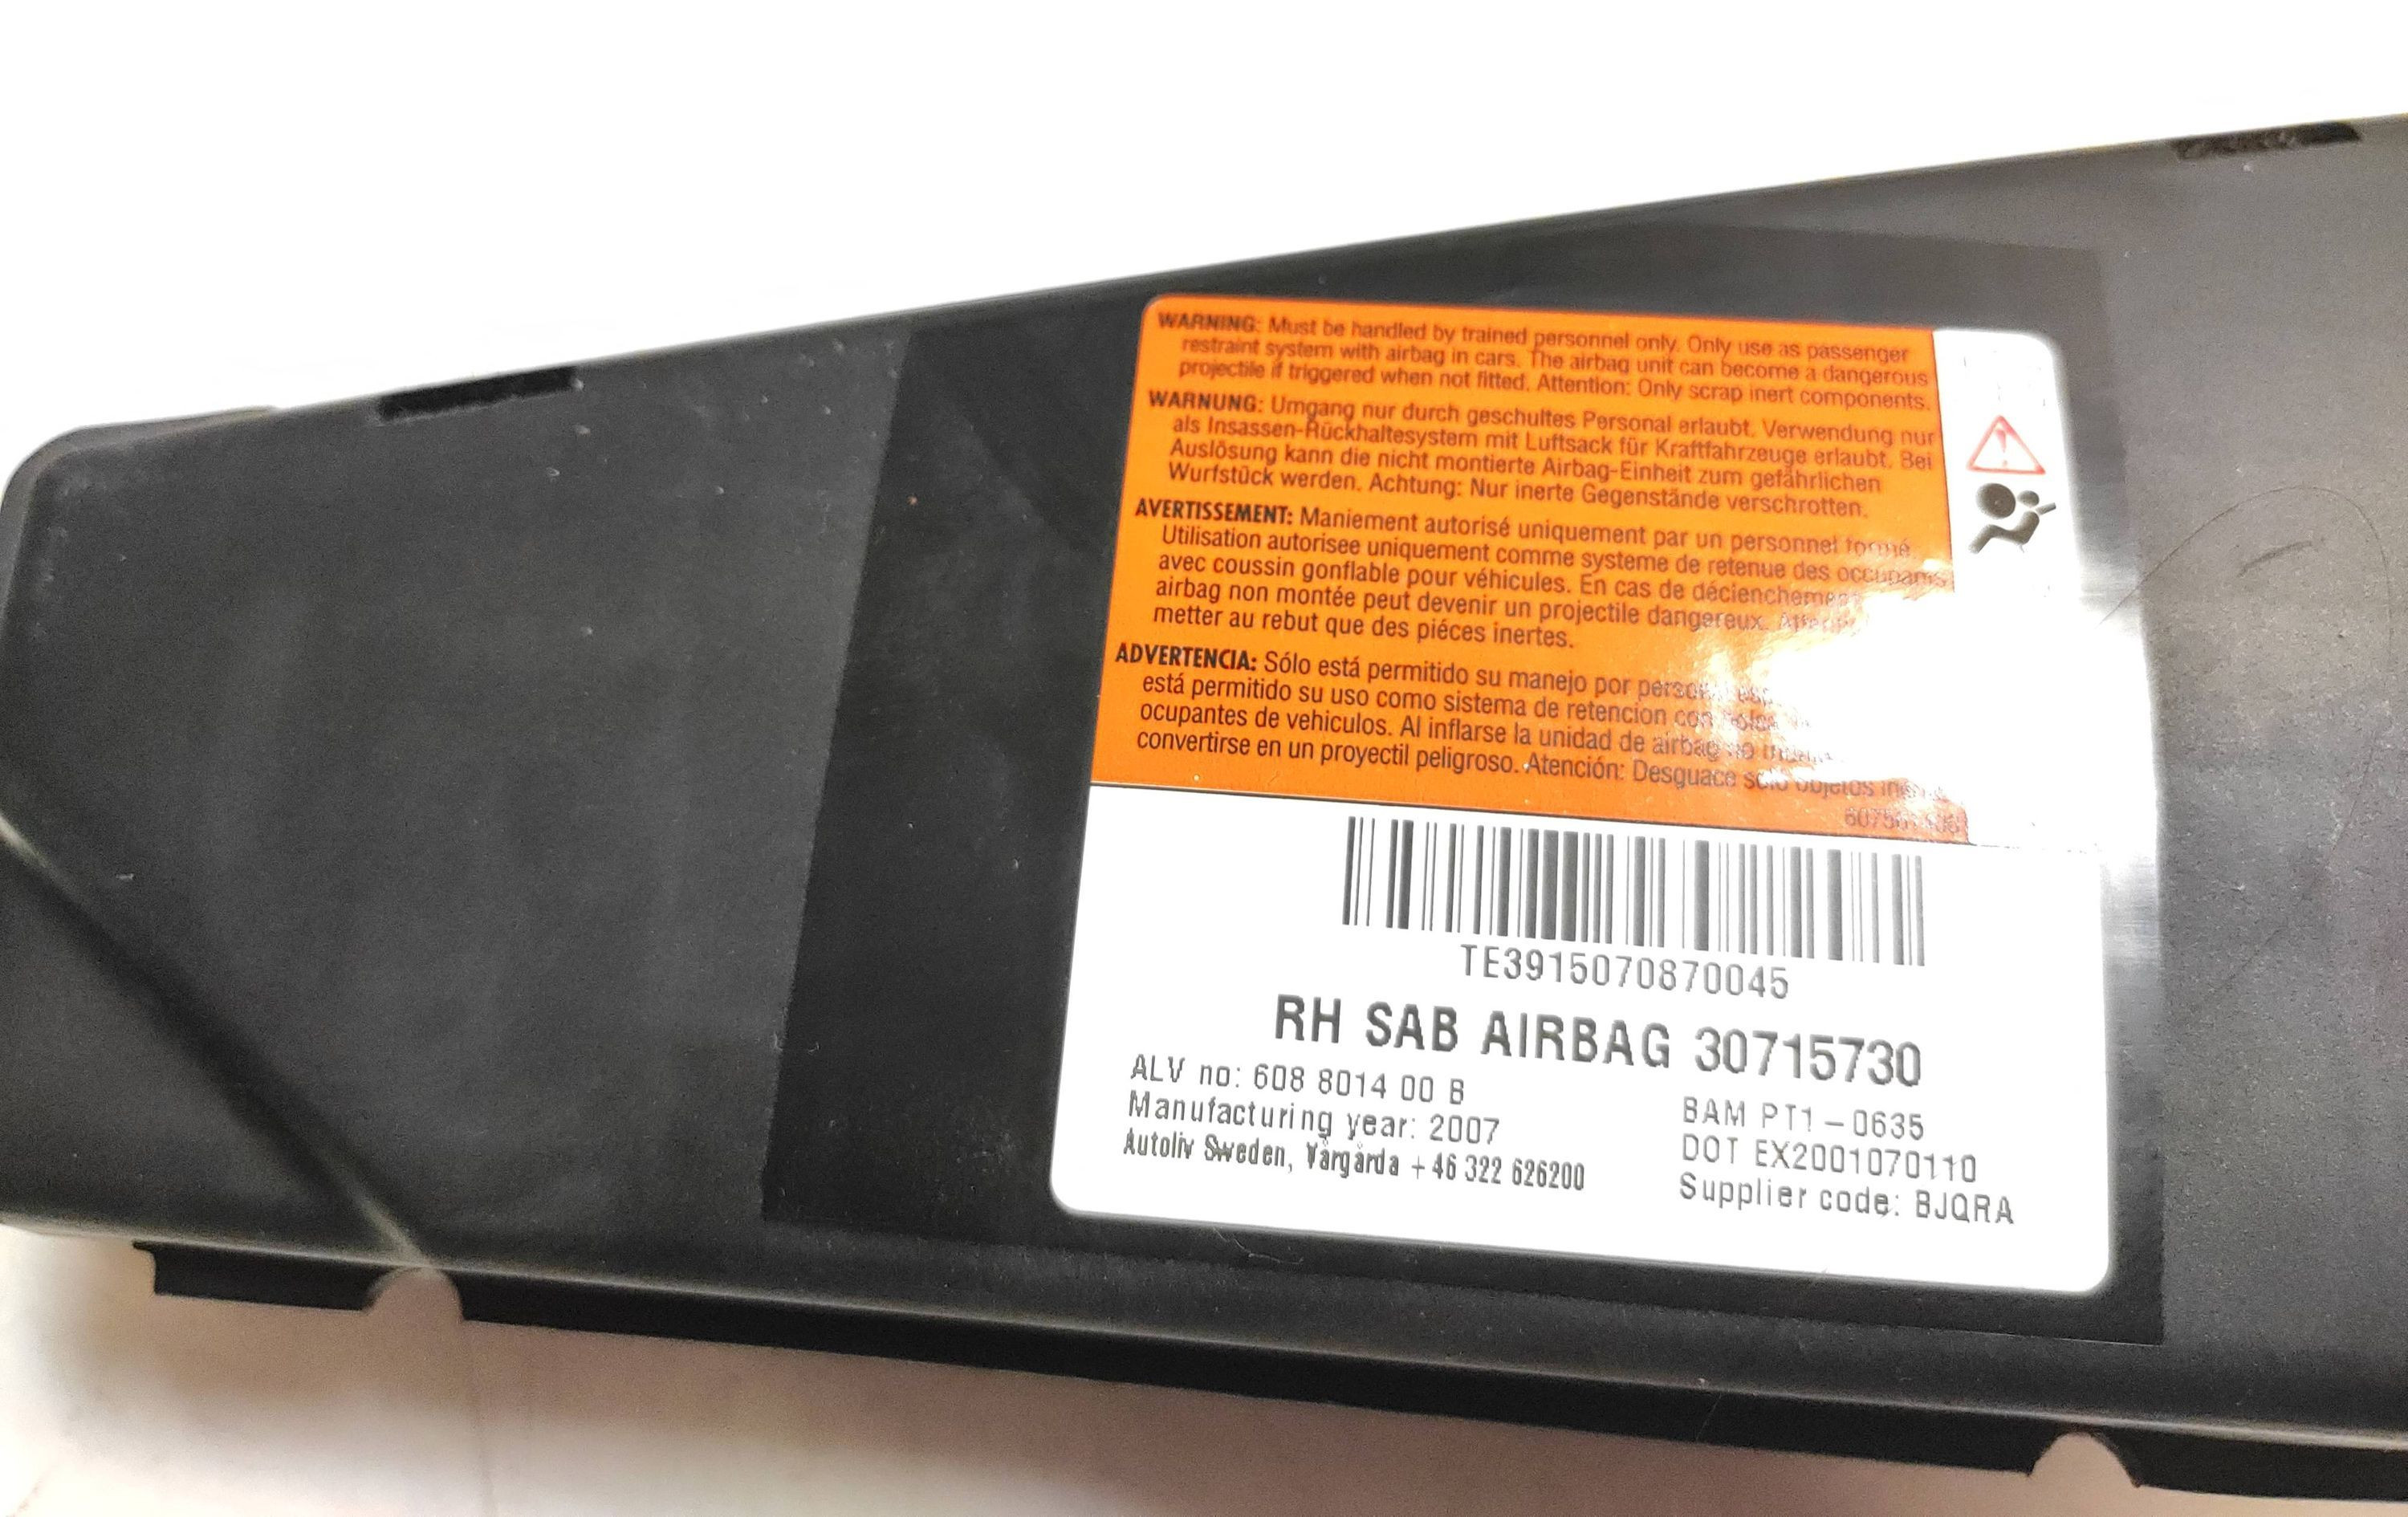 WARNING: Must be handled by trained personnel only. Only use as passenger
restraint system with airbag in cars. The airbag unit can become a dangerous
projectile if triggered when not fitted. Attention: Only scrap inert components.
WARNUNG: Umgang nur durch geschultes Personal erlaubt. Verwendung nur
als Insassen-Rückhaltesystem mit Luftsack für Kraftfahrzeuge erlaubt. Bei
Auslösung kann die nicht montierte Airbag-Einheit zum gefährlichen
Wurfstück werden. Achtung: Nur inerte Gegenstände verschrotten.
AVERTISSEMENT: Maniement autorisé uniquement par un personnel formé.
Utilisation autorisee uniquement comme systeme de retenue des occupants
avec coussin gonflable pour véhicules. En cas de
airbag non montée peut devenir un projectile dangereux.
metter au rebut que des piéces inertes.
ADVERTENCIA: Sólo está permitido su manejo por
está permitido su uso como sistema de retencion con
ocupantes de vehiculos. Al inflarse la unidad de airbag no
convertirse en un proyectil peligroso. Atención: Desguace solo objetos
TE3915070870045
RH SAB AIRBAG 30715730
ALV no: 608 8014 00 B
Manufacturing year: 2007
Autoliv Sweden, Vårgårda +46 322 626200
BAM PT1-0635
DOT EX2001070110
Supplier code: BJQRA